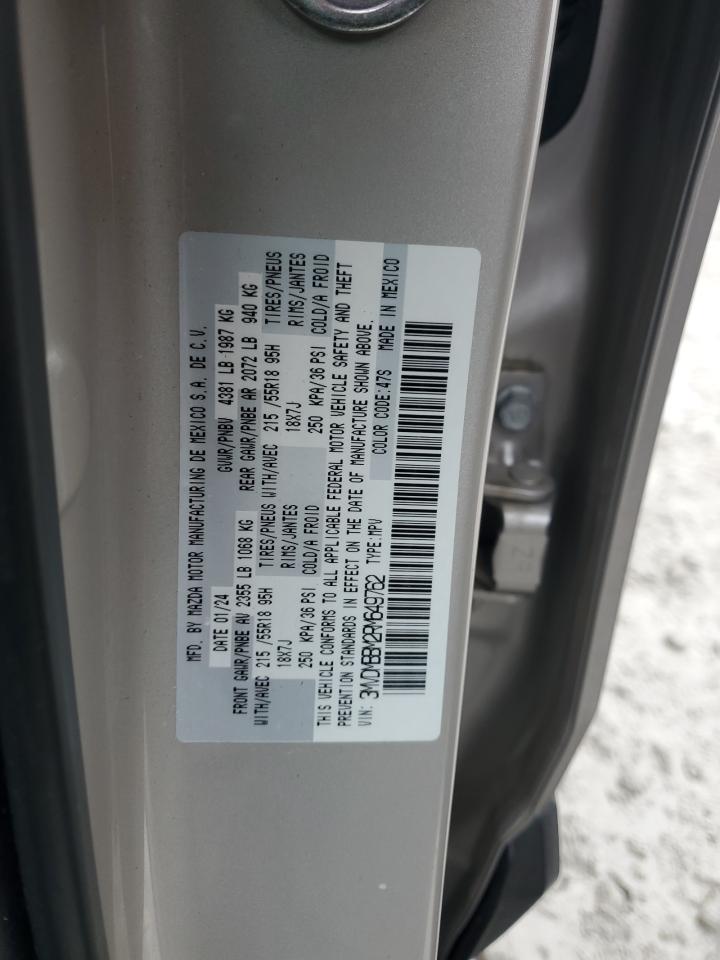 MFD. BY MAZDA MOTOR MANUFACTURING DE MEXICO S.A. DE C.V.
DATE 01/24 GVWR/PNBV 4381 LB 1987 KG
FRONT GAWR/PNBE AV 2355 LB 1068 KG REAR GAWR/PNBE AR 2072 LB 940 KG
WITH/AVEC 215 /55R18 95H TIRES/PNEUS WITH/AVEC 215 /55R18 95H TIRES/PNEUS
18X7J RIMS/JANTES 18X7J RIMS/JANTES
250 KPA/36 PSI COLD/A FROID 250 KPA/36 PSI COLD/A FROID
THIS VEHICLE CONFORMS TO ALL APPLICABLE FEDERAL MOTOR VEHICLE SAFETY AND THEFT
PREVENTION STANDARDS IN EFFECT ON THE DATE OF MANUFACTURE SHOWN ABOVE.
VIN: 3MVDMBBM2RM649762 TYPE:MPV COLOR CODE:47S MADE IN MEXICO